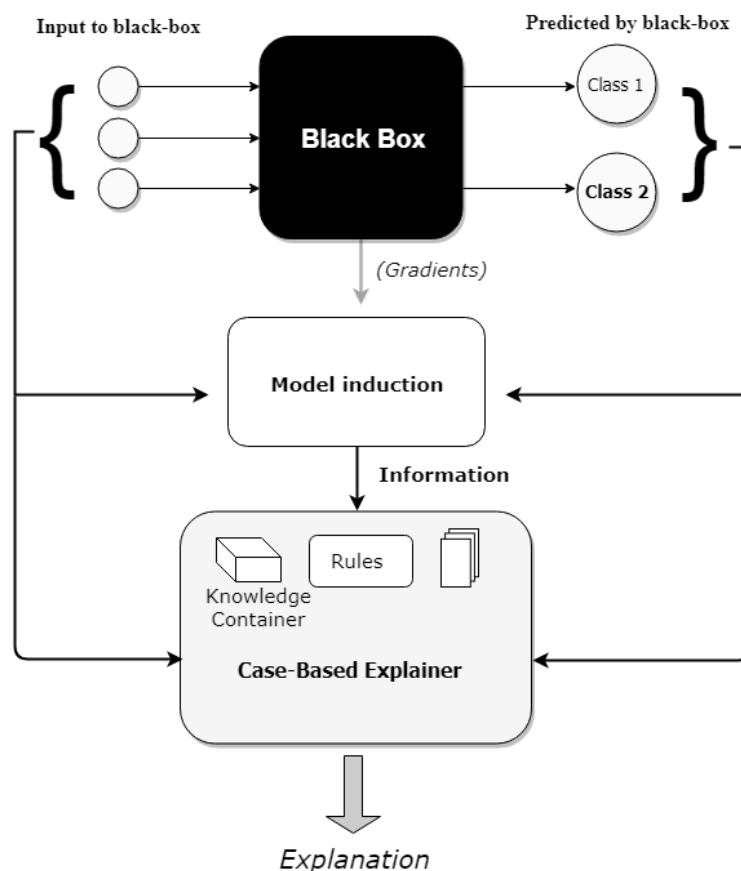 Input to black-box
Predicted by black-box
Black Box
Class 1
Class 2
(Gradients)
Model induction
Information
Rules
Knowledge
Container
Case-Based Explainer
Explanation